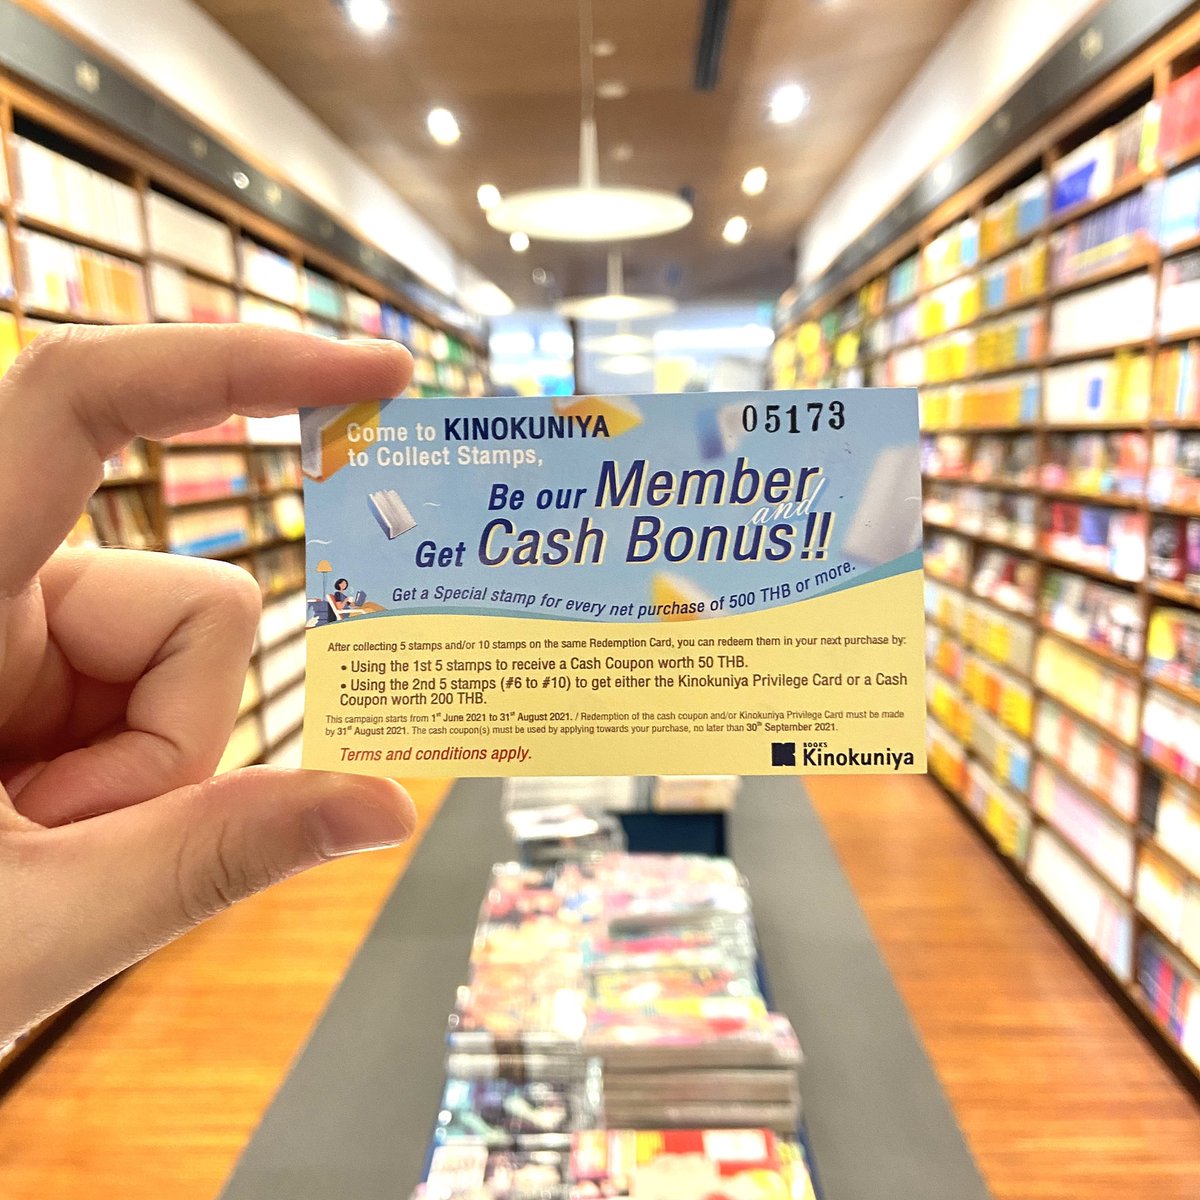 05173
Come to KINOKUNIYA
to Collect Stamps,
Be our Member and
Get Cash Bonus!!
Get a Special stamp for every net purchase of 500 THB or more.
After collecting 5 stamps and/or 10 stamps on the same Redemption Card, you can redeem them in your next purchase by:
• Using the 1st 5 stamps to receive a Cash Coupon worth 50 THB.
• Using the 2nd 5 stamps (#6 to #10) to get either the Kinokuniya Privilege Card or a Cash
Coupon worth 200 THB.
This campaign starts from 1st June 2021 to 31st August 2021. / Redemption of the cash coupon and/or Kinokuniya Privilege Card must be made
by 31st August 2021. The cash coupon(s) must be used by applying towards your purchase, no later than 30th September 2021.
Terms and conditions apply.
BOOKS
Kinokuniya